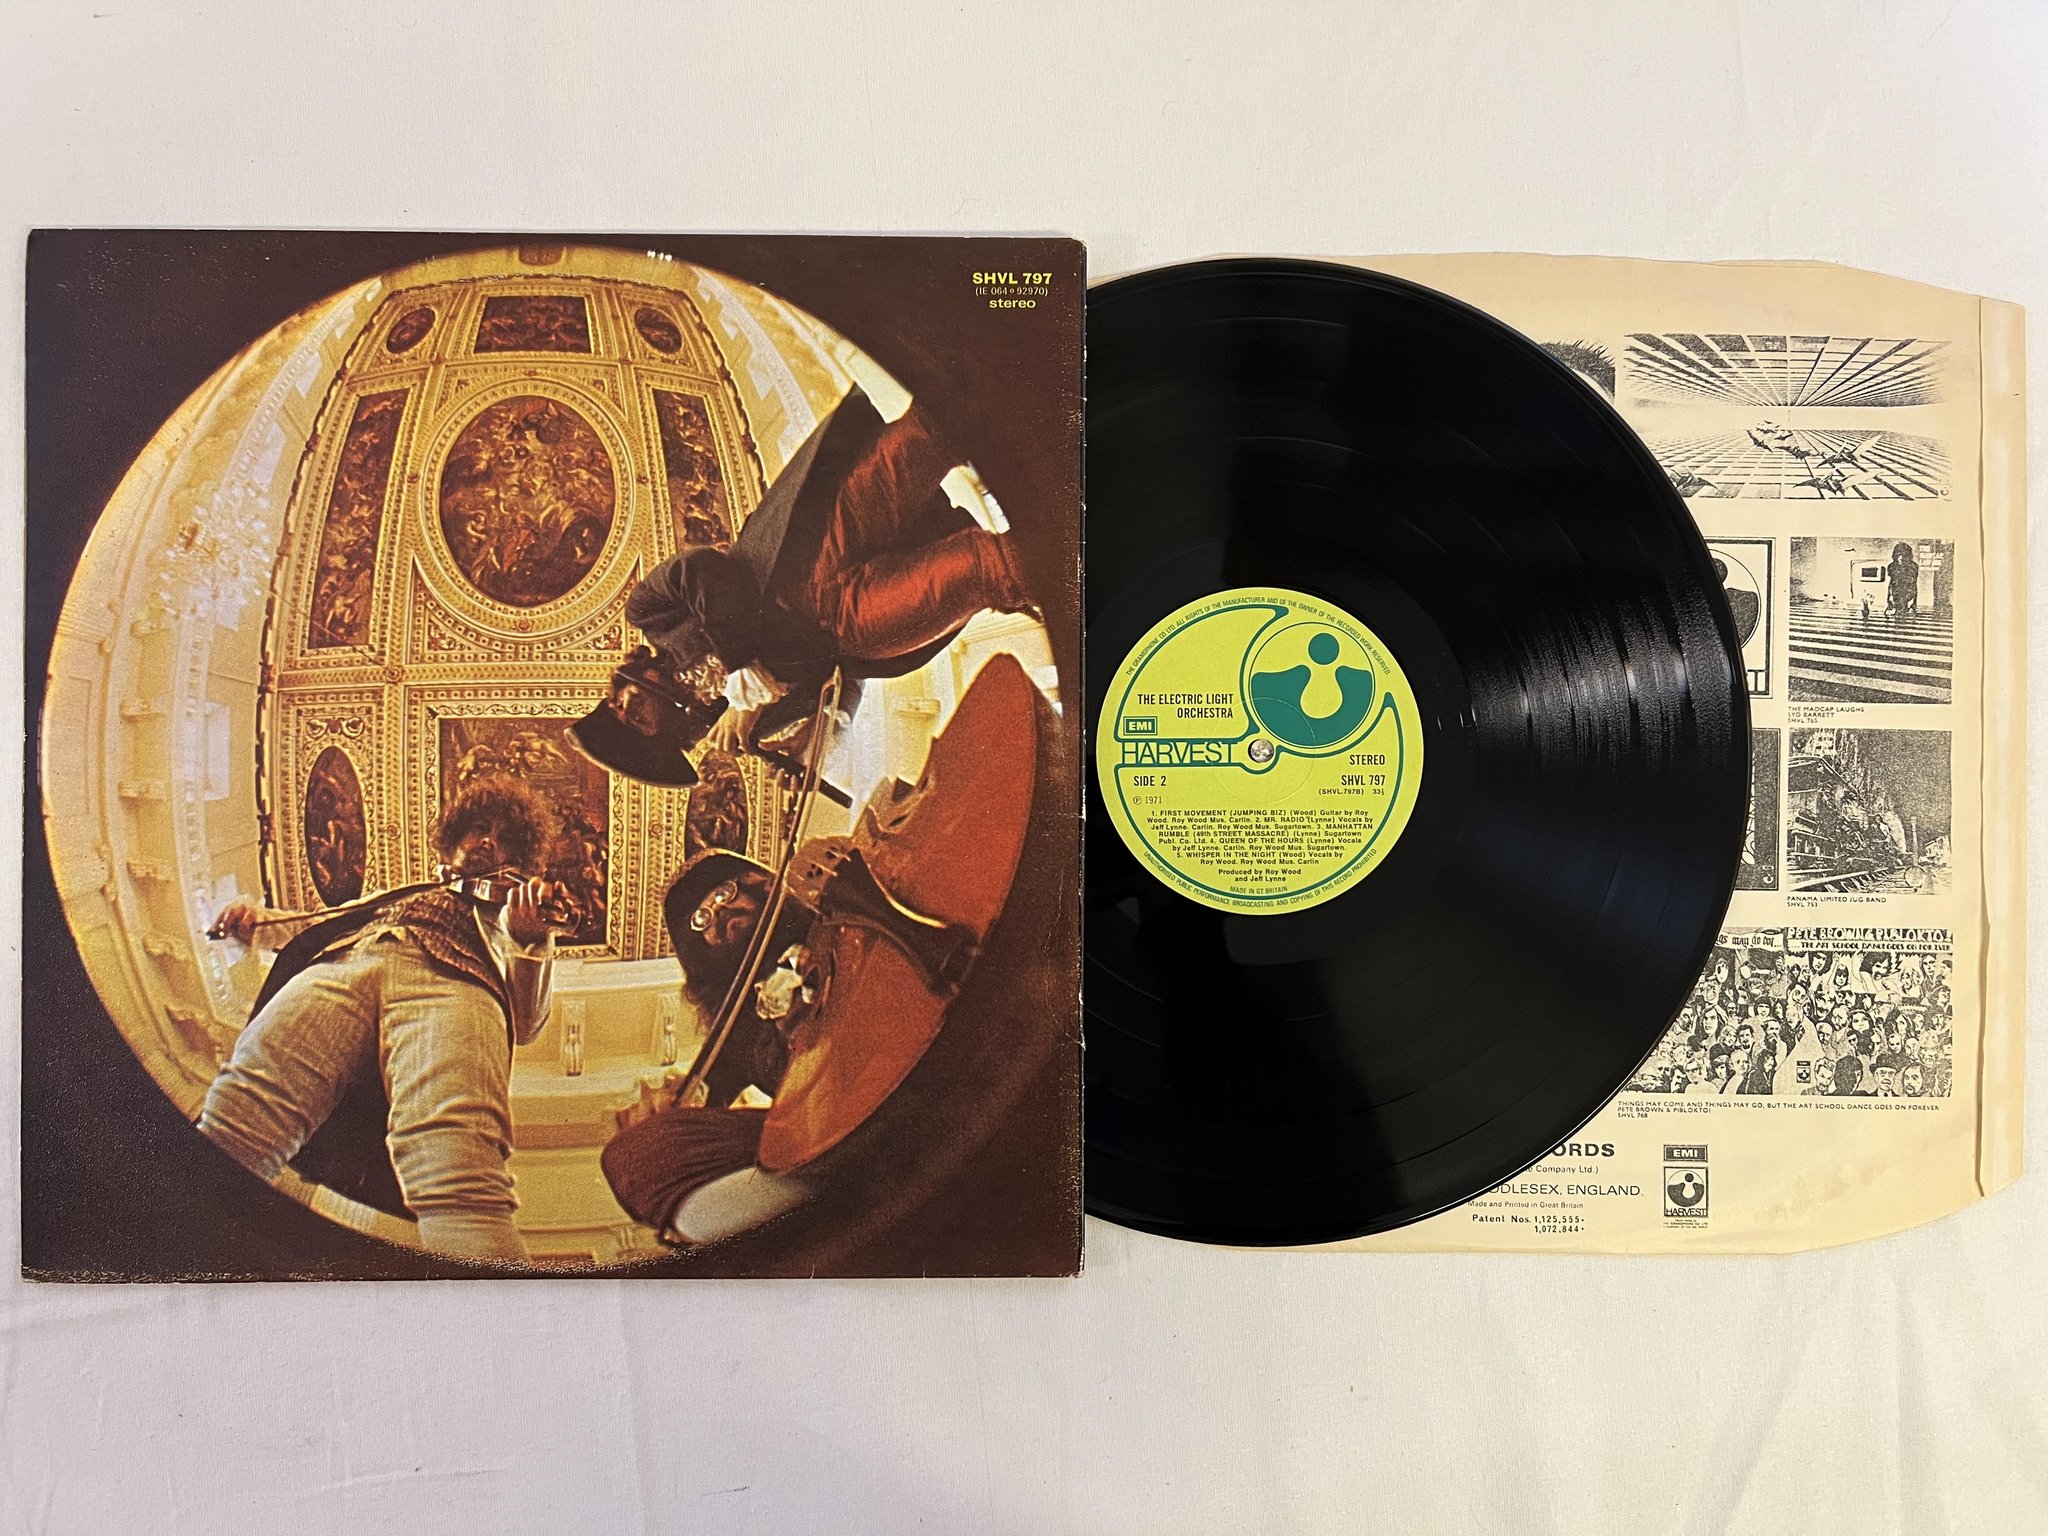 SHVL 797
(IE 064 o 92970)
stereo
THE GRAMOPHONE CO LTD. ALL RIGHTS OF THE MANUFACTURER AND OF THE OWNER OF THE RECORDED WORK RESERVED.
THE ELECTRIC LIGHT
ORCHESTRA
EMI
HARVEST
STEREO
SIDE 2
SHVL 797
(SHVL.797B) 33⅓
℗ 1971
1. FIRST MOVEMENT (JUMPING BIZ) (Wood) Guitar by Roy
Wood. Roy Wood Mus. Carlin. 2. MR. RADIO (Lynne) Vocals by
Jeff Lynne. Carlin. Roy Wood Mus. Sugartown. 3. MANHATTAN
RUMBLE (49th STREET MASSACRE) (Lynne) Sugartown
Publ. Co. Ltd. 4. QUEEN OF THE HOURS (Lynne) Vocals
by Jeff Lynne. Carlin. Roy Wood Mus. Sugartown.
5. WHISPER IN THE NIGHT (Wood) Vocals by
Roy Wood. Roy Wood Mus. Carlin
Produced by Roy Wood
and Jeff Lynne
MADE IN GT. BRITAIN
UNAUTHORISED PUBLIC PERFORMANCE BROADCASTING AND COPYING OF THIS RECORD PROHIBITED
THE MADCAP LAUGHS
SYD BARRETT
SHVL 765
PANAMA LIMITED JUG BAND
SHVL 753
PETE BROWN & PIBLOKTO!
THE ART SCHOOL DANCE GOES ON FOR EVER
THINGS MAY COME AND THINGS MAY GO, BUT THE ART SCHOOL DANCE GOES ON FOREVER
PETE BROWN & PIBLOKTO!
SHVL 768
ORDS
Company Ltd.)
DLESEX, ENGLAND.
Made and Printed in Great Britain
Patent Nos. 1,125,555.
1,072,844
EMI
HARVEST